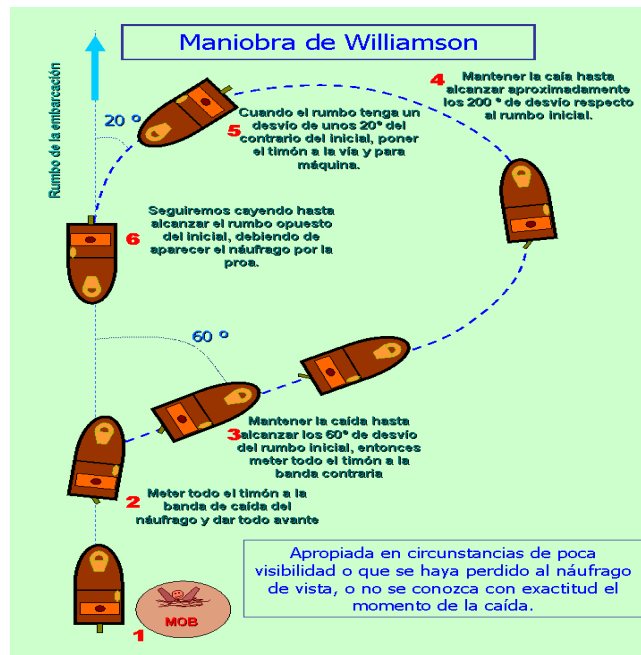 Maniobra de Williamson
Rumbo de la embarcación
20 º
4
Mantener la caía hasta
alcanzar aproximadamente
los 200 ° de desvío respecto
al rumbo inicial.
Cuando el rumbo tenga un
desvío de unos 20° del
5 contrario del inicial, poner
el timón a la vía y para
máquina.
Seguiremos cayendo hasta
alcanzar el rumbo opuesto
6 del inicial, debiendo de
aparecer el náufrago por la
proa.
60 º
Mantener la caída hasta
3 alcanzar los 60° de desvío
del rumbo inicial, entonces
meter todo el timón a la
banda contraria
2 Meter todo el timón a la
banda de caída del
náufrago y dar todo avante
Apropiada en circunstancias de poca
visibilidad o que se haya perdido al náufrago
de vista, o no se conozca con exactitud el
momento de la caída.
MOB
1